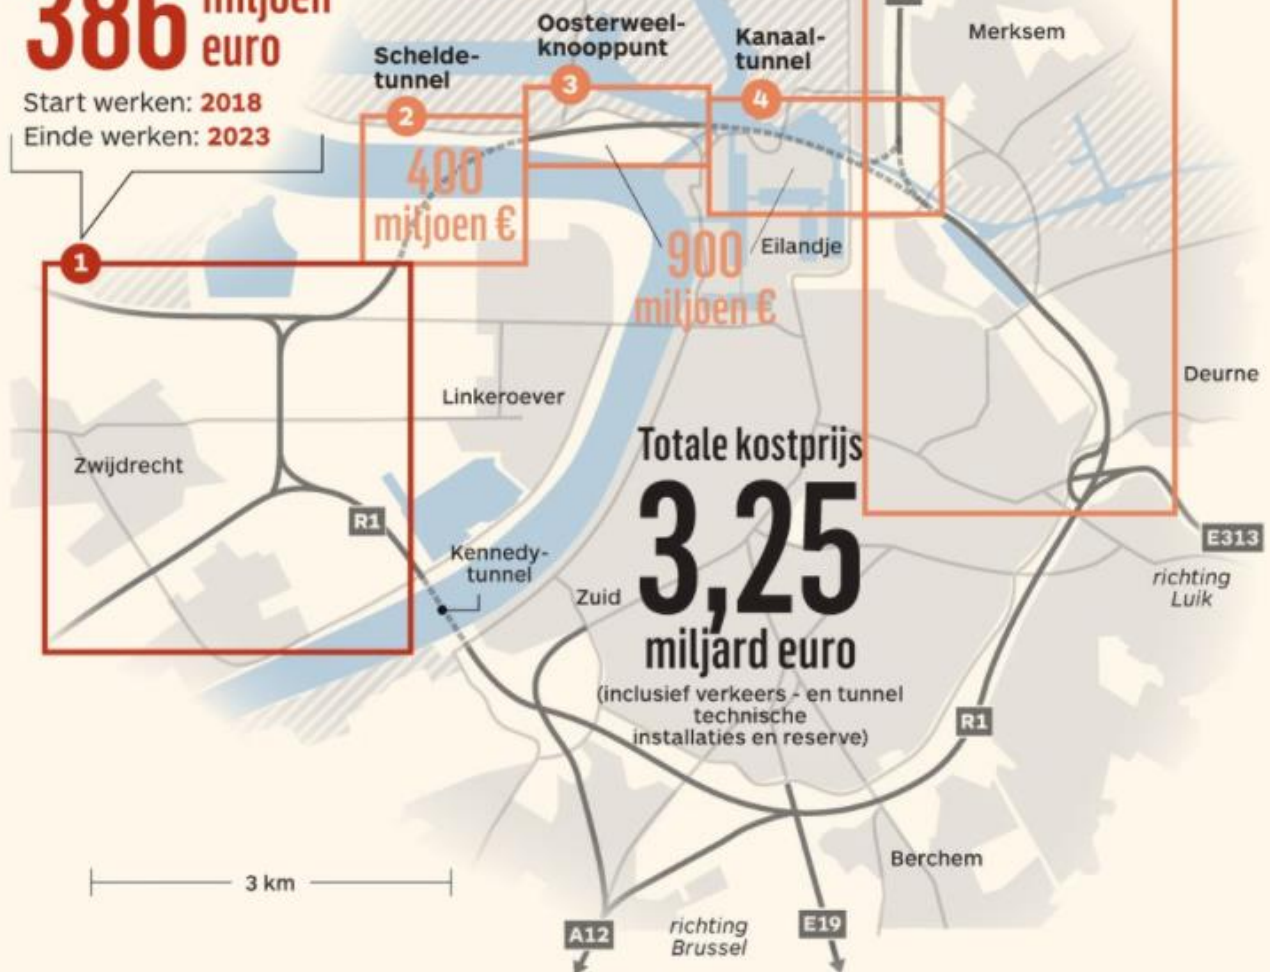 386 miljoen
euro
Start werken: 2018
Einde werken: 2023
Schelde-
tunnel
2
400
miljoen €
Oosterweel-
knooppunt
3
Kanaal-
tunnel
4
900
miljoen €
Eilandje
Merksem
1
Zwijdrecht
Linkeroever
R1
Kennedy-
tunnel
Zuid
Totale kostprijs
3,25
miljard euro
(inclusief verkeers - en tunnel
technische
installaties en reserve)
Deurne
E313
richting
Luik
R1
Berchem
3 km
A12
richting
Brussel
E19